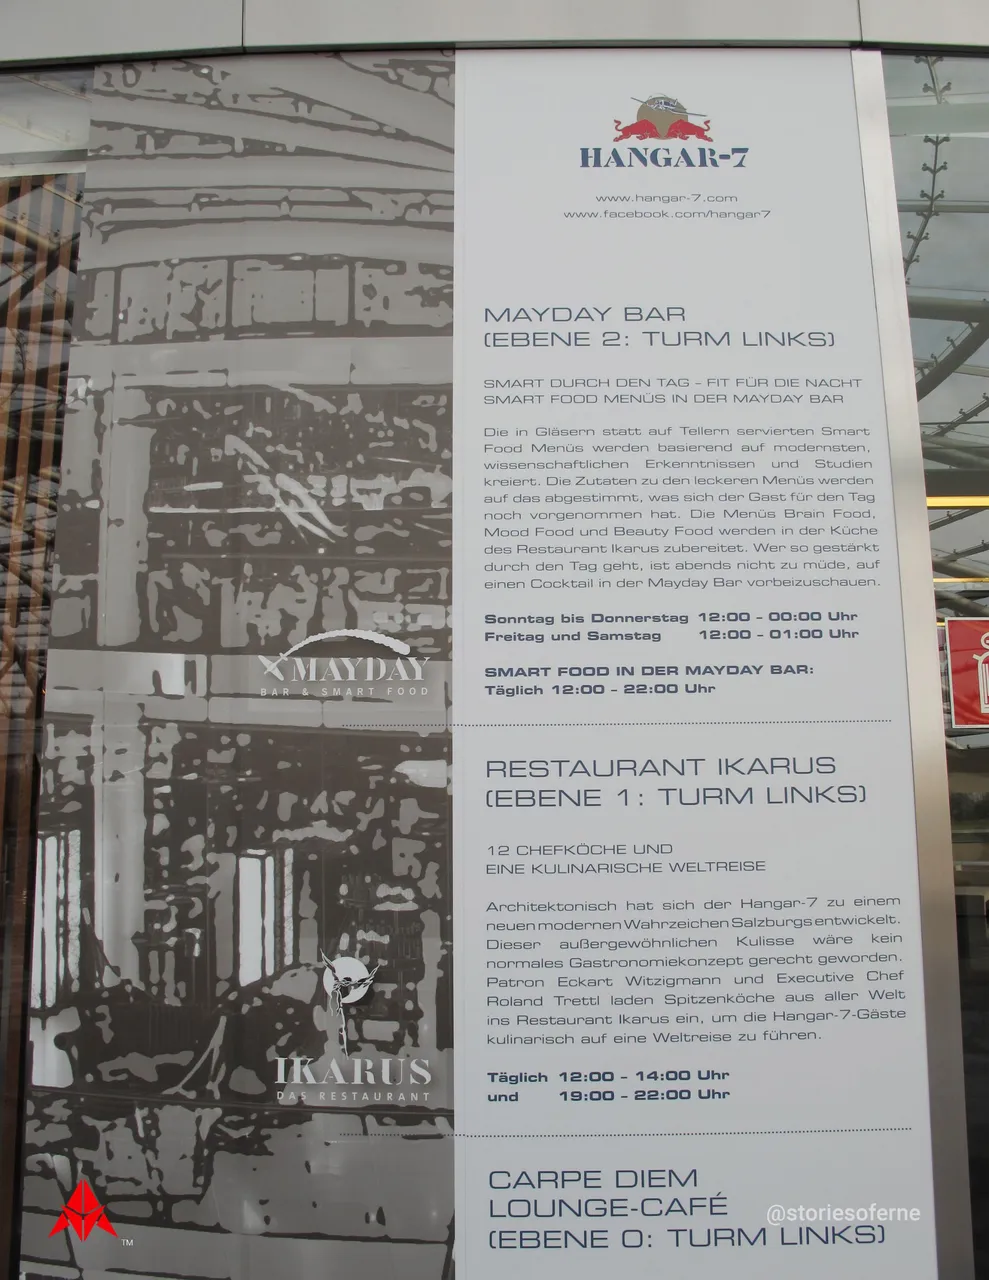 HANGAR-7
www.hangar-7.com
www.facebook.com/hangar7
MAYDAY BAR
(EBENE 2: TURM LINKS)
SMART DURCH DEN TAG - FIT FÜR DIE NACHT
SMART FOOD MENÜS IN DER MAYDAY BAR
Die in Gläsern statt auf Tellern servierten Smart
Food Menüs werden basierend auf modernsten,
wissenschaftlichen Erkenntnissen und Studien
kreiert. Die Zutaten zu den leckeren Menüs werden
auf das abgestimmt, was sich der Gast für den Tag
noch vorgenommen hat. Die Menüs Brain Food,
Mood Food und Beauty Food werden in der Küche
des Restaurant Ikarus zubereitet. Wer so gestärkt
durch den Tag geht, ist abends nicht zu müde, auf
einen Cocktail in der Mayday Bar vorbeizuschauen.
Sonntag bis Donnerstag 12:00 - 00:00 Uhr
Freitag und Samstag 12:00 - 01:00 Uhr
SMART FOOD IN DER MAYDAY BAR:
Täglich 12:00 - 22:00 Uhr
MAYDAY
BAR & SMART FOOD
RESTAURANT IKARUS
(EBENE 1: TURM LINKS)
12 CHEFKÖCHE UND
EINE KULINARISCHE WELTREISE
Architektonisch hat sich der Hangar-7 zu einem
neuen modernen Wahrzeichen Salzburgs entwickelt.
Dieser außergewöhnlichen Kulisse wäre kein
normales Gastronomiekonzept gerecht geworden.
Patron Eckart Witzigmann und Executive Chef
Roland Trettl laden Spitzenköche aus aller Welt
ins Restaurant Ikarus ein, um die Hangar-7-Gäste
kulinarisch auf eine Weltreise zu führen.
Täglich 12:00 - 14:00 Uhr
und 19:00 - 22:00 Uhr
IKARUS
DAS RESTAURANT
CARPE DIEM
LOUNGE-CAFÉ
(EBENE 0: TURM LINKS)
@storiesoferne
TM